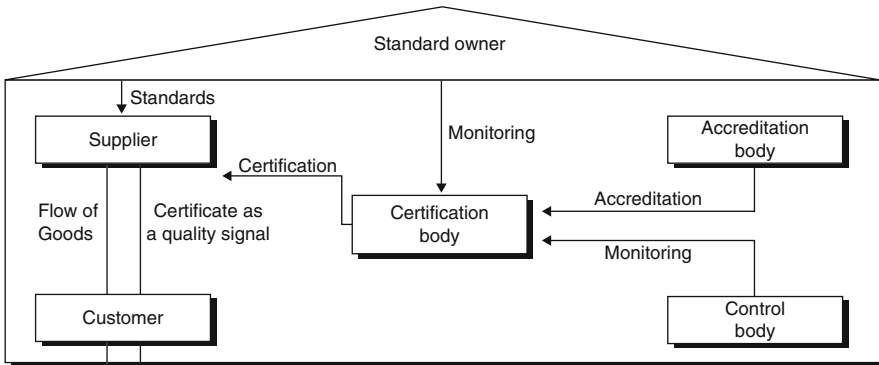 Standard owner
Standards
Supplier
Monitoring
Accreditation
body
Certification
Accreditation
Flow of
Goods
Certificate as
a quality signal
Certification
body
Monitoring
Customer
Control
body